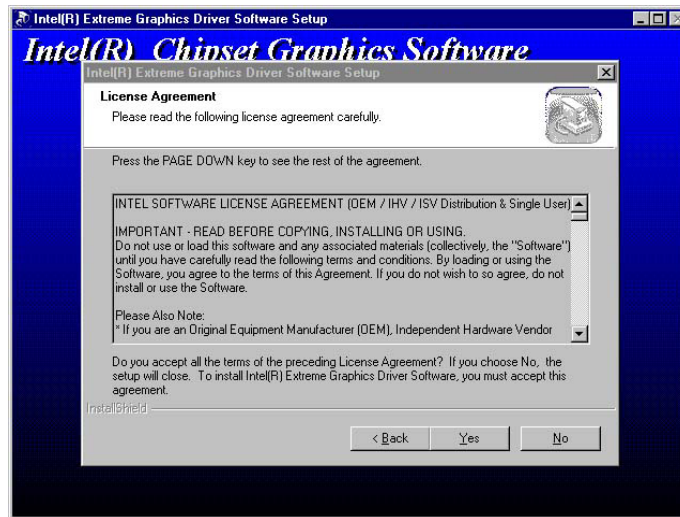 Intel(R) Extreme Graphics Driver Software Setup
Intel(R) Chipset Graphics Software
Intel(R) Extreme Graphics Driver Software Setup
License Agreement
Please read the following license agreement carefully.
Press the PAGE DOWN key to see the rest of the agreement.
INTEL SOFTWARE LICENSE AGREEMENT (OEM / IHV / ISV Distribution & Single User)
IMPORTANT - READ BEFORE COPYING, INSTALLING OR USING.
Do not use or load this software and any associated materials (collectively, the "Software")
until you have carefully read the following terms and conditions. By loading or using the
Software, you agree to the terms of this Agreement. If you do not wish to so agree, do not
install or use the Software.
Please Also Note:
* If you are an Original Equipment Manufacturer (OEM), Independent Hardware Vendor
Do you accept all the terms of the preceding License Agreement? If you choose No, the
setup will close. To install Intel(R) Extreme Graphics Driver Software, you must accept this
agreement.
InstallShield
< Back Yes No